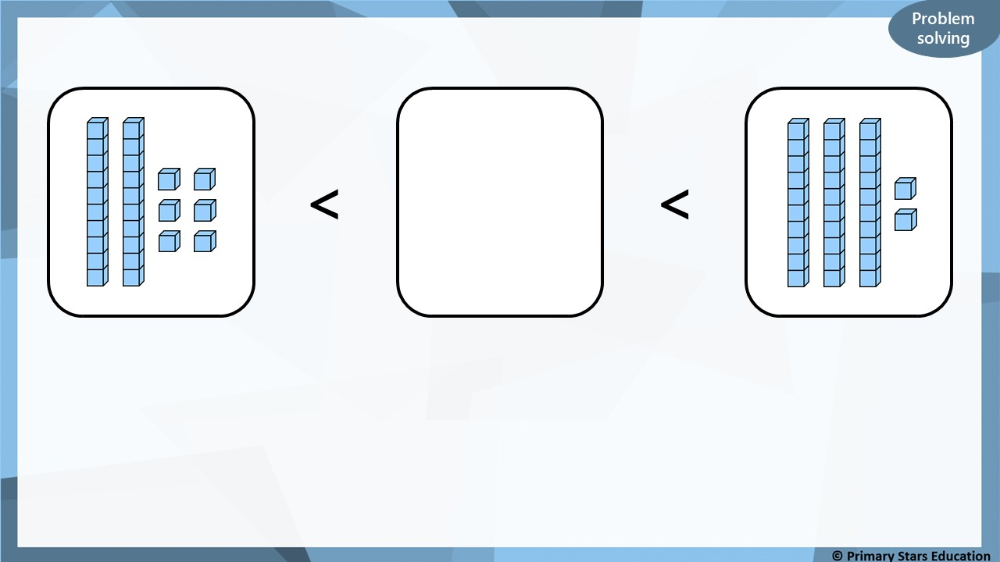 Problem
solving
< <
© Primary Stars Education